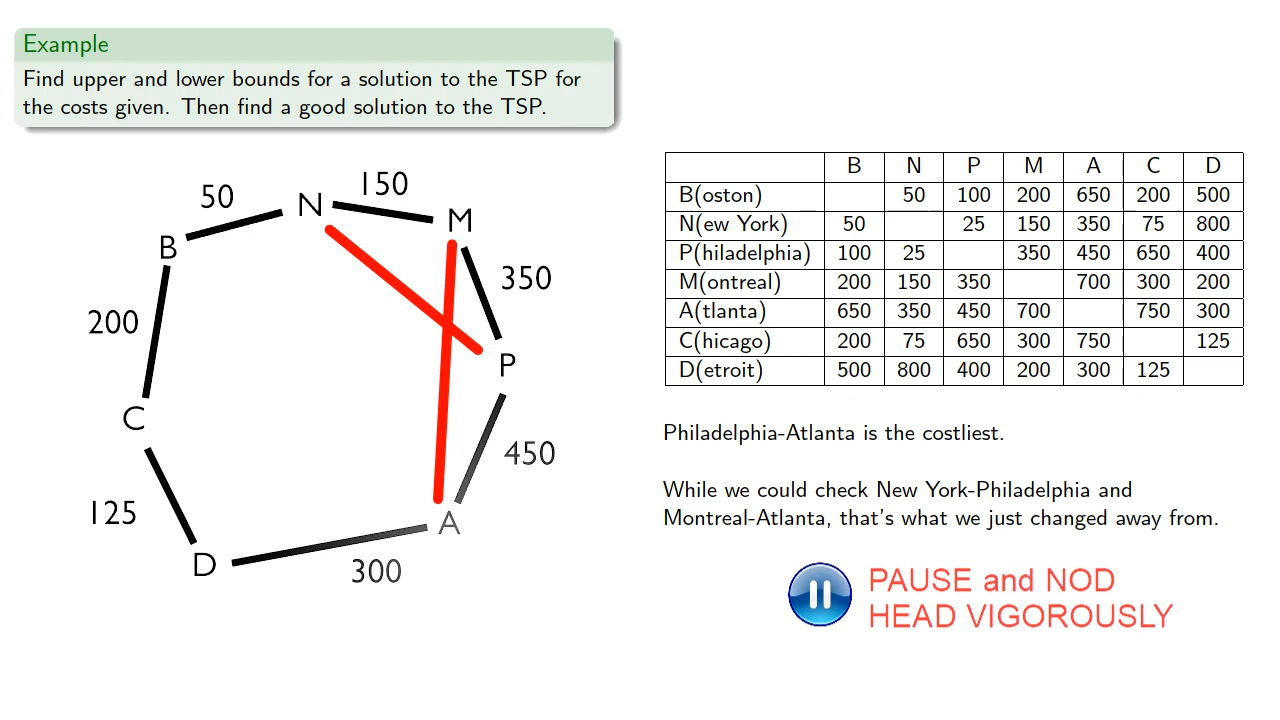 Example
Find upper and lower bounds for a solution to the TSP for
the costs given. Then find a good solution to the TSP.
50
N
150
M
B
350
200
P
C
450
125
A
D
300
B N P M A C D
B(oston) 50 100 200 650 200 500
N(ew York) 50 25 150 350 75 800
P(hiladelphia) 100 25 350 450 650 400
M(ontreal) 200 150 350 700 300 200
A(tlanta) 650 350 450 700 750 300
C(hicago) 200 75 650 300 750 125
D(etroit) 500 800 400 200 300 125
Philadelphia-Atlanta is the costliest.
While we could check New York-Philadelphia and
Montreal-Atlanta, that's what we just changed away from.
PAUSE and NOD
HEAD VIGOROUSLY